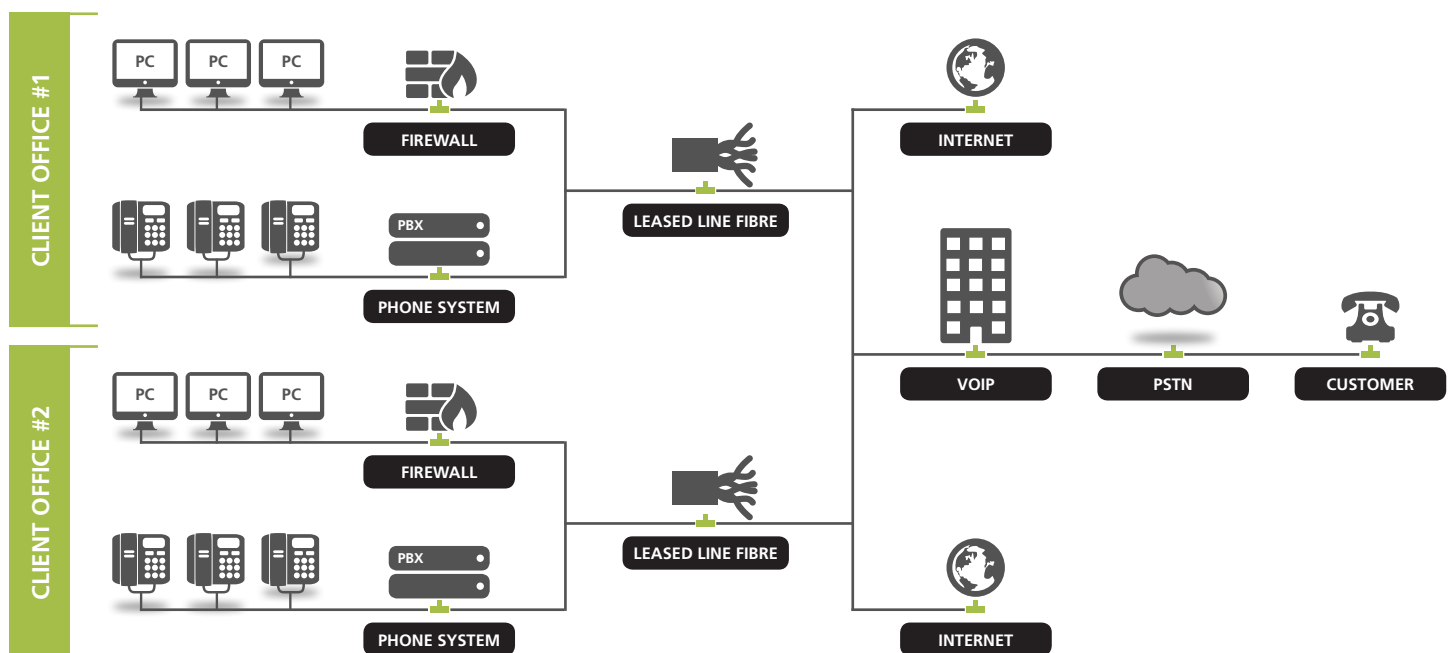 CLIENT OFFICE #1
PC PC PC
FIREWALL
INTERNET
LEASED LINE FIBRE
PBX
PHONE SYSTEM
VOIP
PSTN
CUSTOMER
CLIENT OFFICE #2
PC PC PC
FIREWALL
LEASED LINE FIBRE
PBX
PHONE SYSTEM
INTERNET